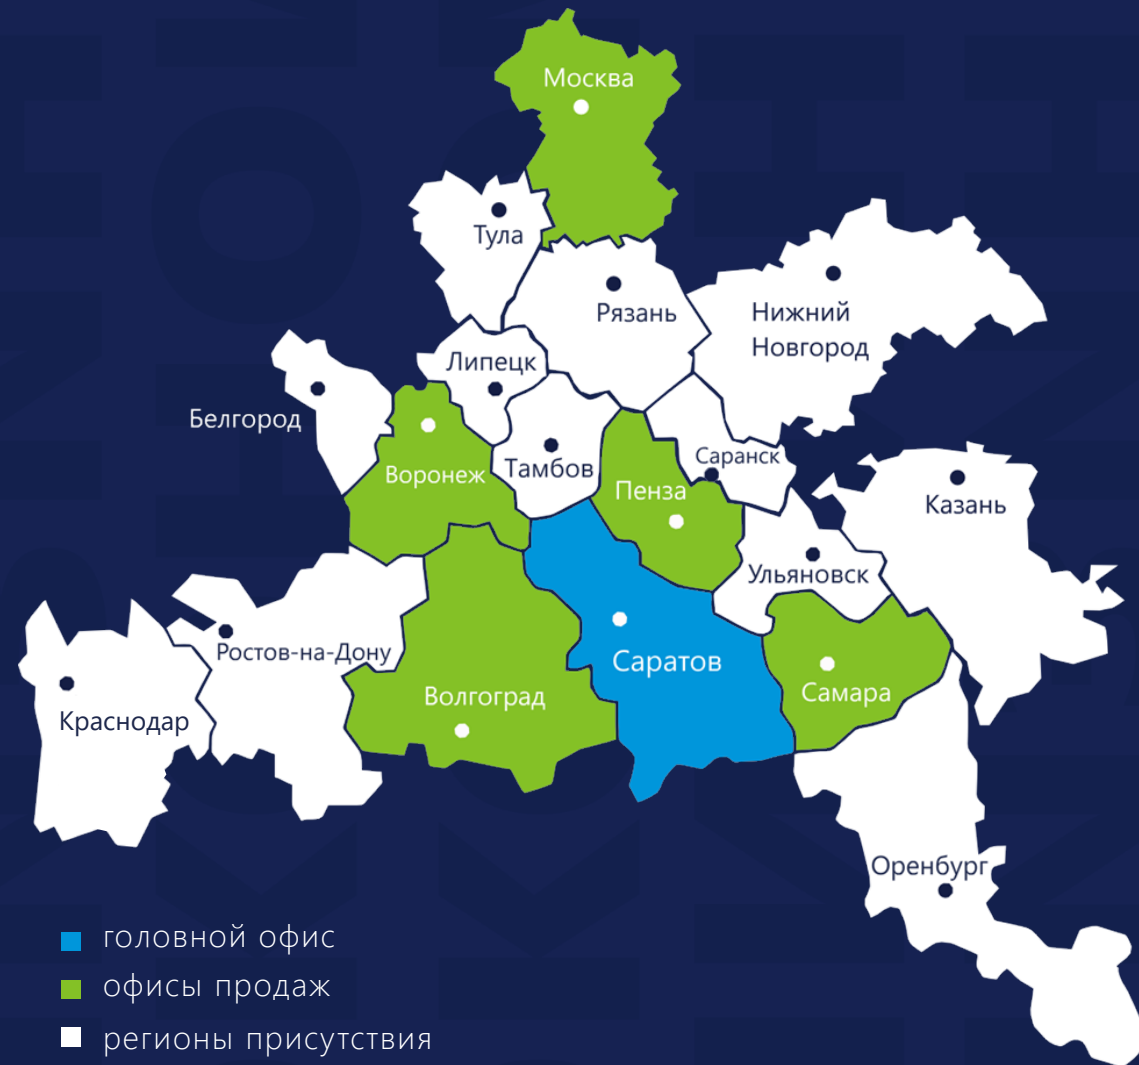 Москва
Тула
Рязань
Нижний
Новгород
Липецк
Белгород
Воронеж
Тамбов
Саранск
Пенза
Казань
Ульяновск
Ростов-на-Дону
Саратов
Самара
Волгоград
Краснодар
Оренбург
головной офис
офисы продаж
регионы присутствия